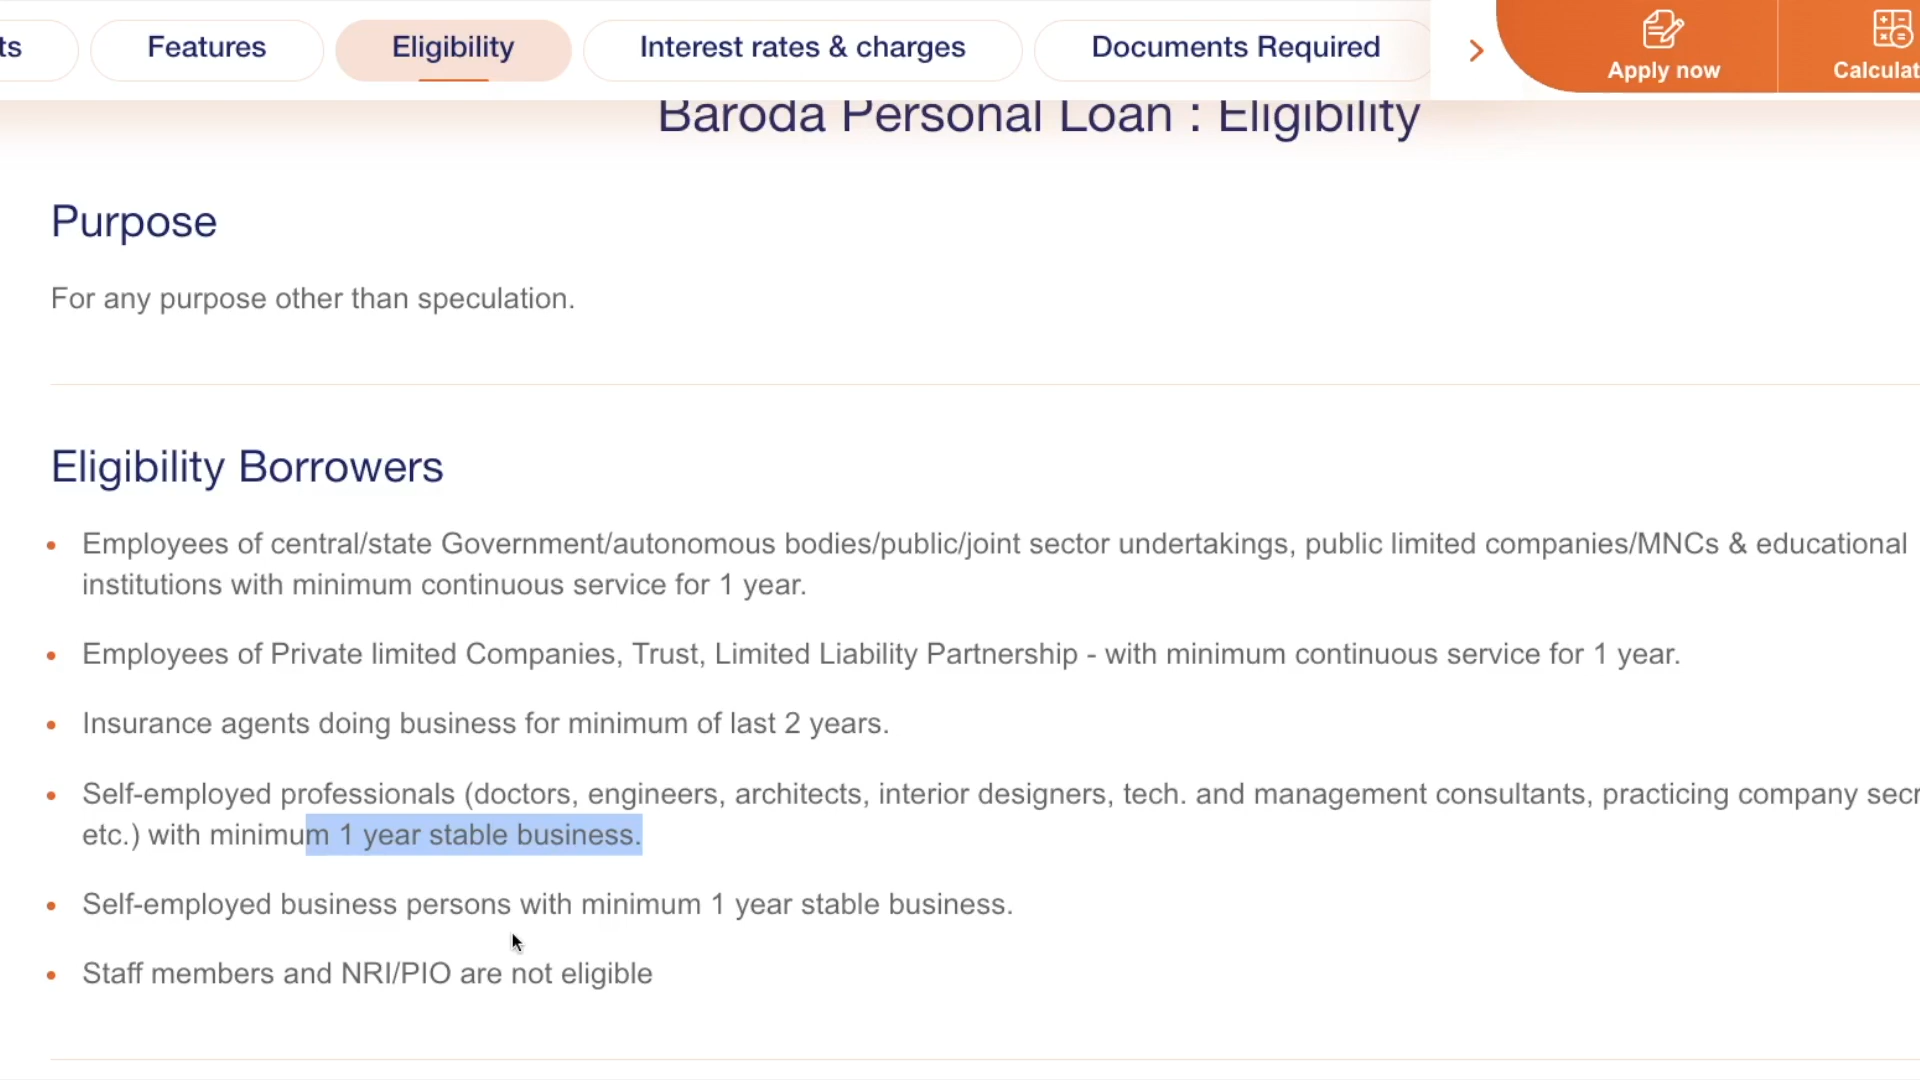 Features
Eligibility
Interest rates & charges
Documents Required
Apply now
Baroda Personal Loan : Eligibility
Purpose
For any purpose other than speculation.
Eligibility Borrowers
Employees of central/state Government/autonomous bodies/public/joint sector undertakings, public limited companies/MNCs & educational
institutions with minimum continuous service for 1 year.
Employees of Private limited Companies, Trust, Limited Liability Partnership - with minimum continuous service for 1 year.
Insurance agents doing business for minimum of last 2 years.
Self-employed professionals (doctors, engineers, architects, interior designers, tech. and management consultants, practicing company
etc.) with minimum 1 year stable business.
Self-employed business persons with minimum 1 year stable business.
Staff members and NRI/PIO are not eligible